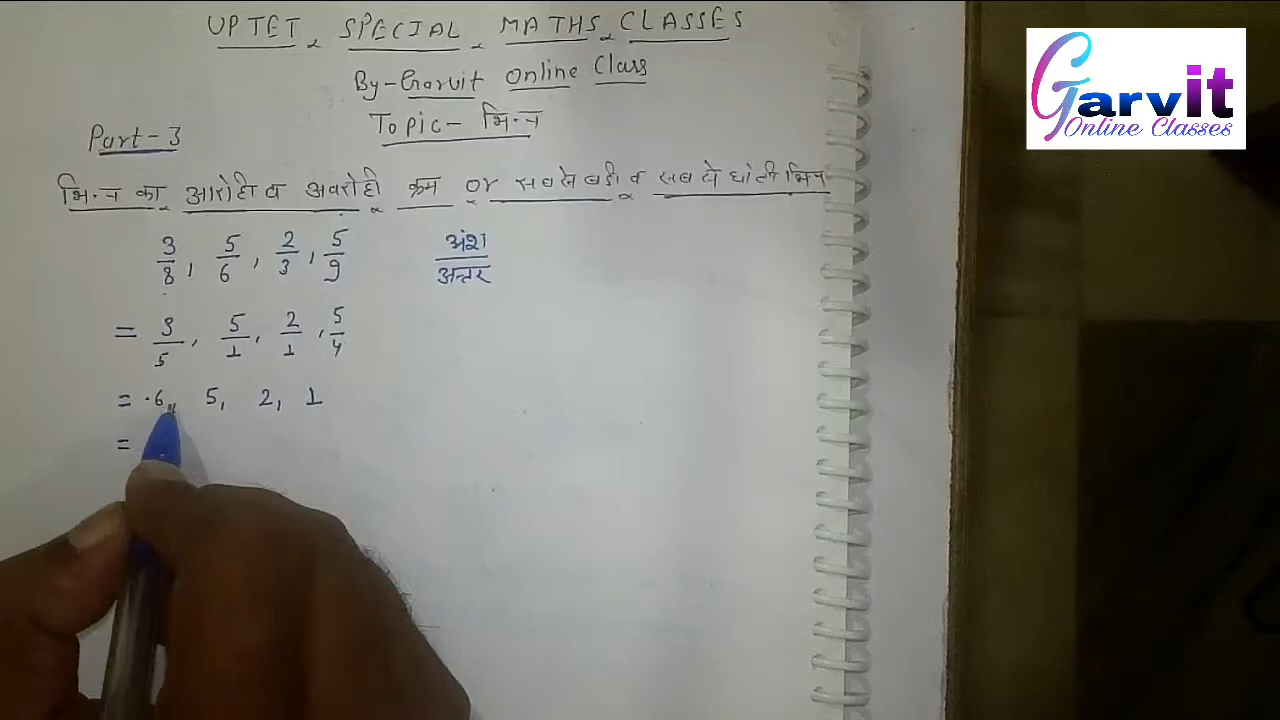 UPTET SPECIAL MATHS CLASSES
By-Garvit Online Class
Topic- भिन्न
Part-3
भिन्न का आरोही व अवरोही क्रम or सबसे बडी व सबसे छोटी भिन्न
3/8, 5/6, 2/3, 5/9
अंश/अन्तर
= 3/5, 5/1, 2/1, 5/4
= .6, 5, 2, 1
=
Garvit
Online Classes